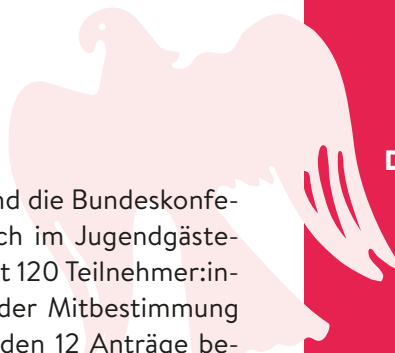 nd die Bundeskonfe-
ch im Jugendgäste-
t 120 Teilnehmer:in-
der Mitbestimmung
den 12 Anträge be-